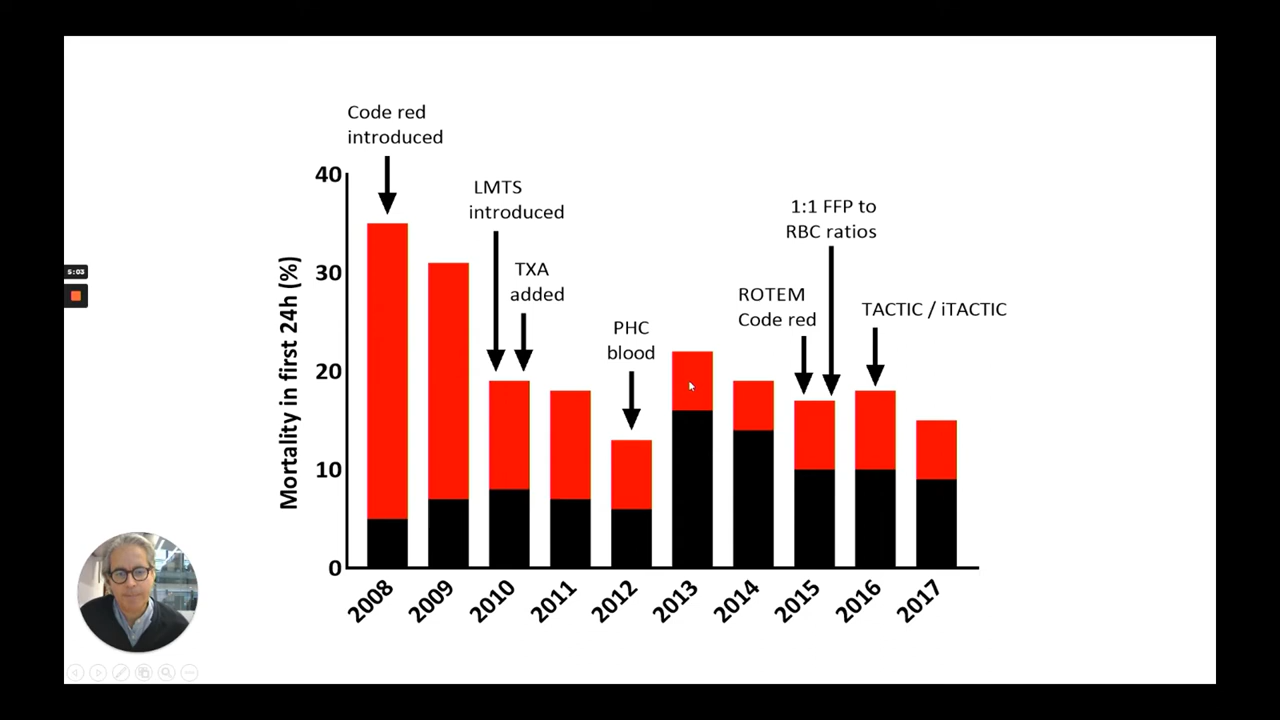 Code red
introduced
40
LMTS
introduced
1:1 FFP to
RBC ratios
30
5:03
TXA
added
ROTEM
Code red
TACTIC / iTACTIC
PHC
blood
Mortality in first 24h (%)
20
10
0
2008
2009
2010
2011
2012
2013
2014
2015
2016
2017